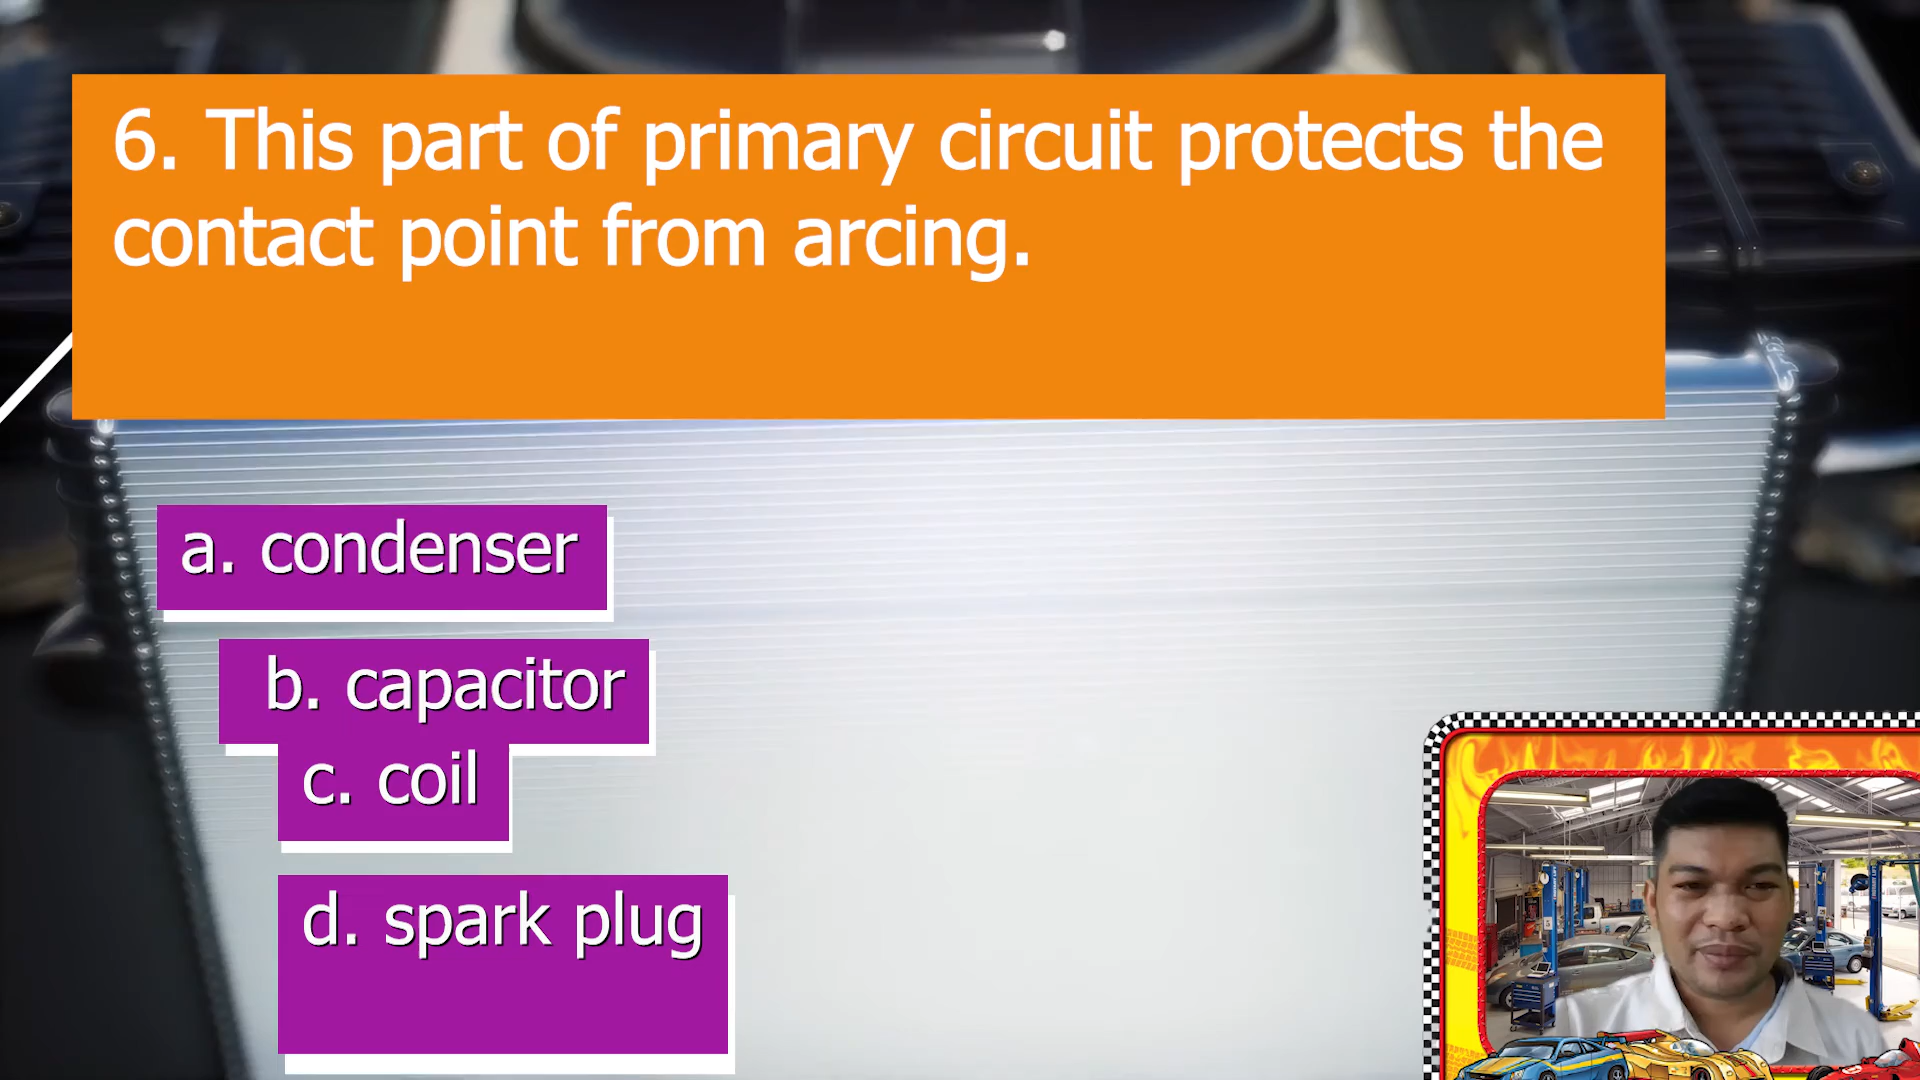 6. This part of primary circuit protects the
contact point from arcing.
a. condenser
b. capacitor
c. coil
d. spark plug